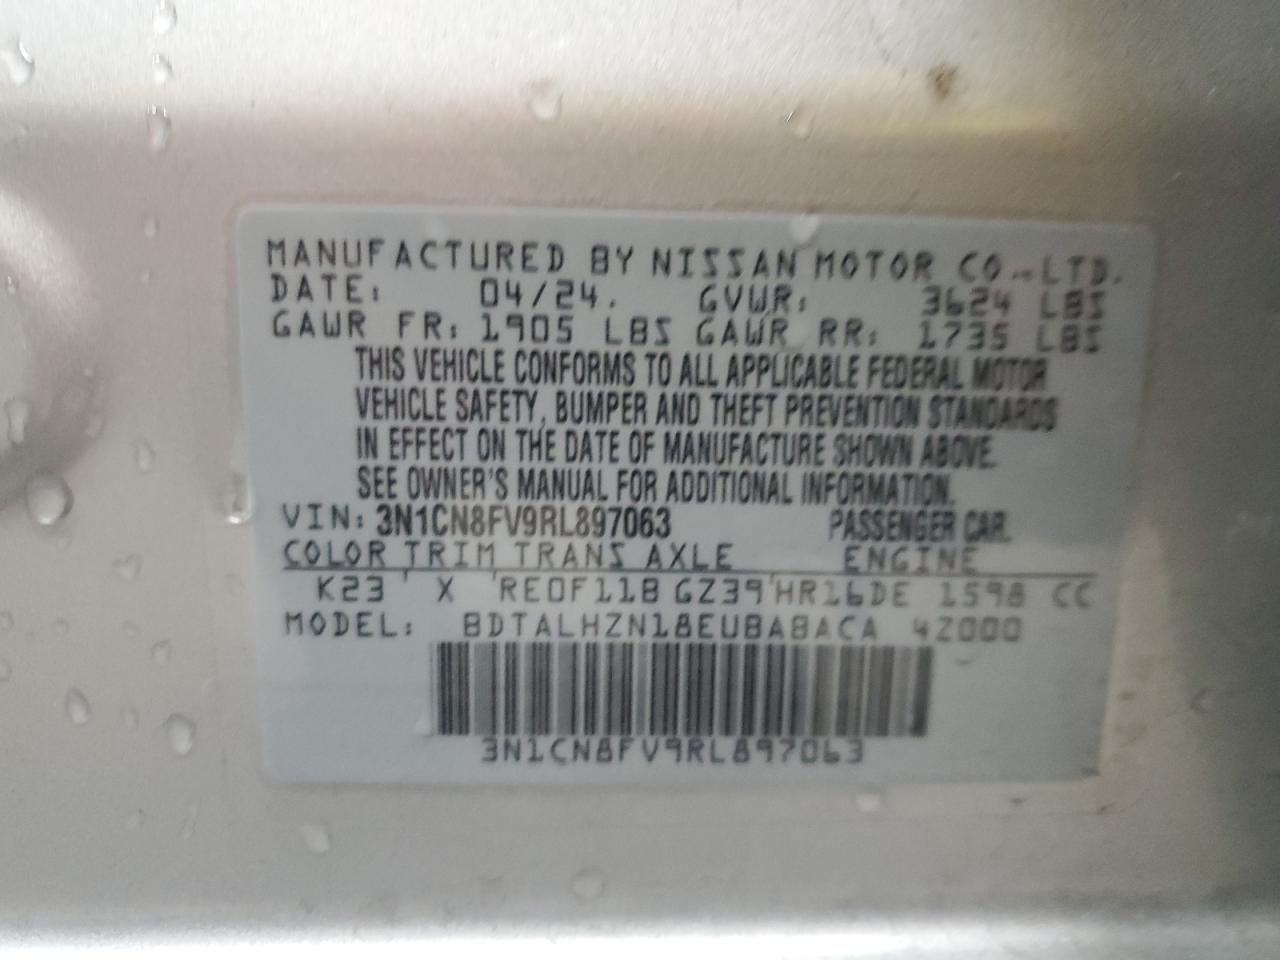 MANUFACTURED BY NISSAN MOTOR CO.,LTD.
DATE: 04/24. GVWR: 3624 LBS
GAWR FR: 1905 LBS GAWR RR: 1735 LBS
THIS VEHICLE CONFORMS TO ALL APPLICABLE FEDERAL MOTOR
VEHICLE SAFETY, BUMPER AND THEFT PREVENTION STANDARDS
IN EFFECT ON THE DATE OF MANUFACTURE SHOWN ABOVE.
SEE OWNER'S MANUAL FOR ADDITIONAL INFORMATION.
VIN: 3N1CN8FV9RL897063 PASSENGER CAR.
COLOR TRIM TRANS AXLE ENGINE
K23 X RE0F11B GZ39 HR16DE 1598 CC
MODEL: BDTALHZN18EUBABACA 4Z000
3N1CN8FV9RL897063